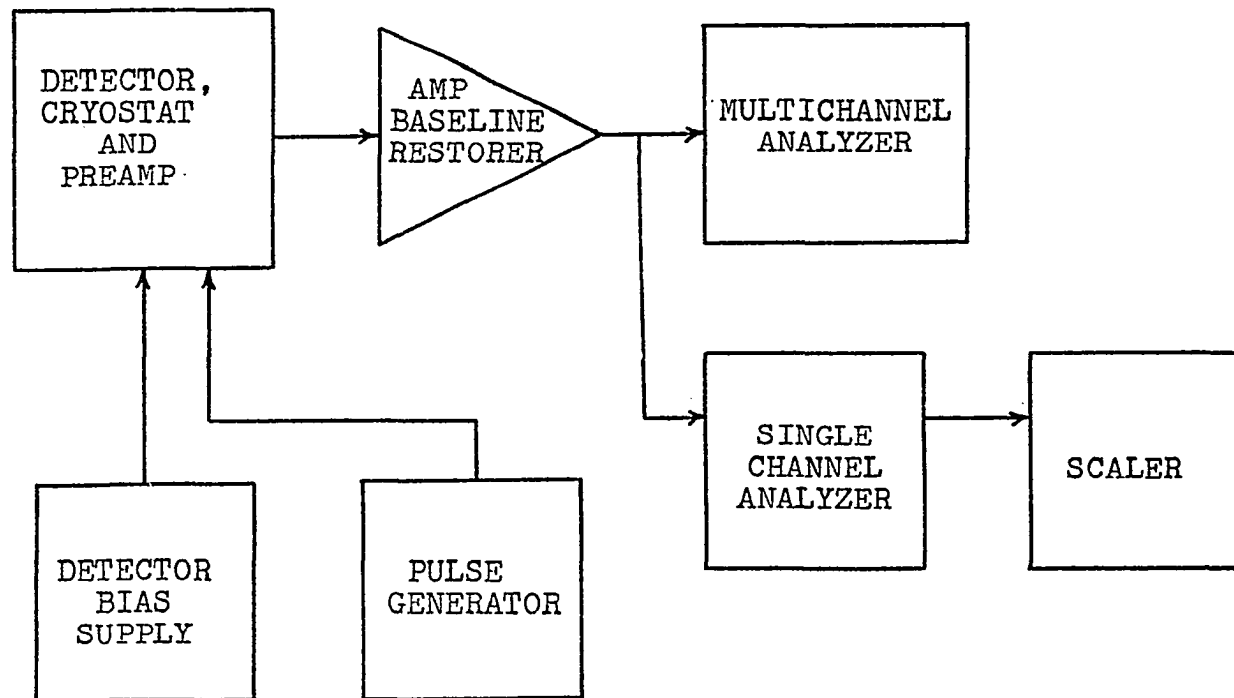 DETECTOR,
CRYOSTAT
AND
PREAMP
AMP
BASELINE
RESTORER
MULTICHANNEL
ANALYZER
SINGLE
CHANNEL
ANALYZER
SCALER
DETECTOR
BIAS
SUPPLY
PULSE
GENERATOR